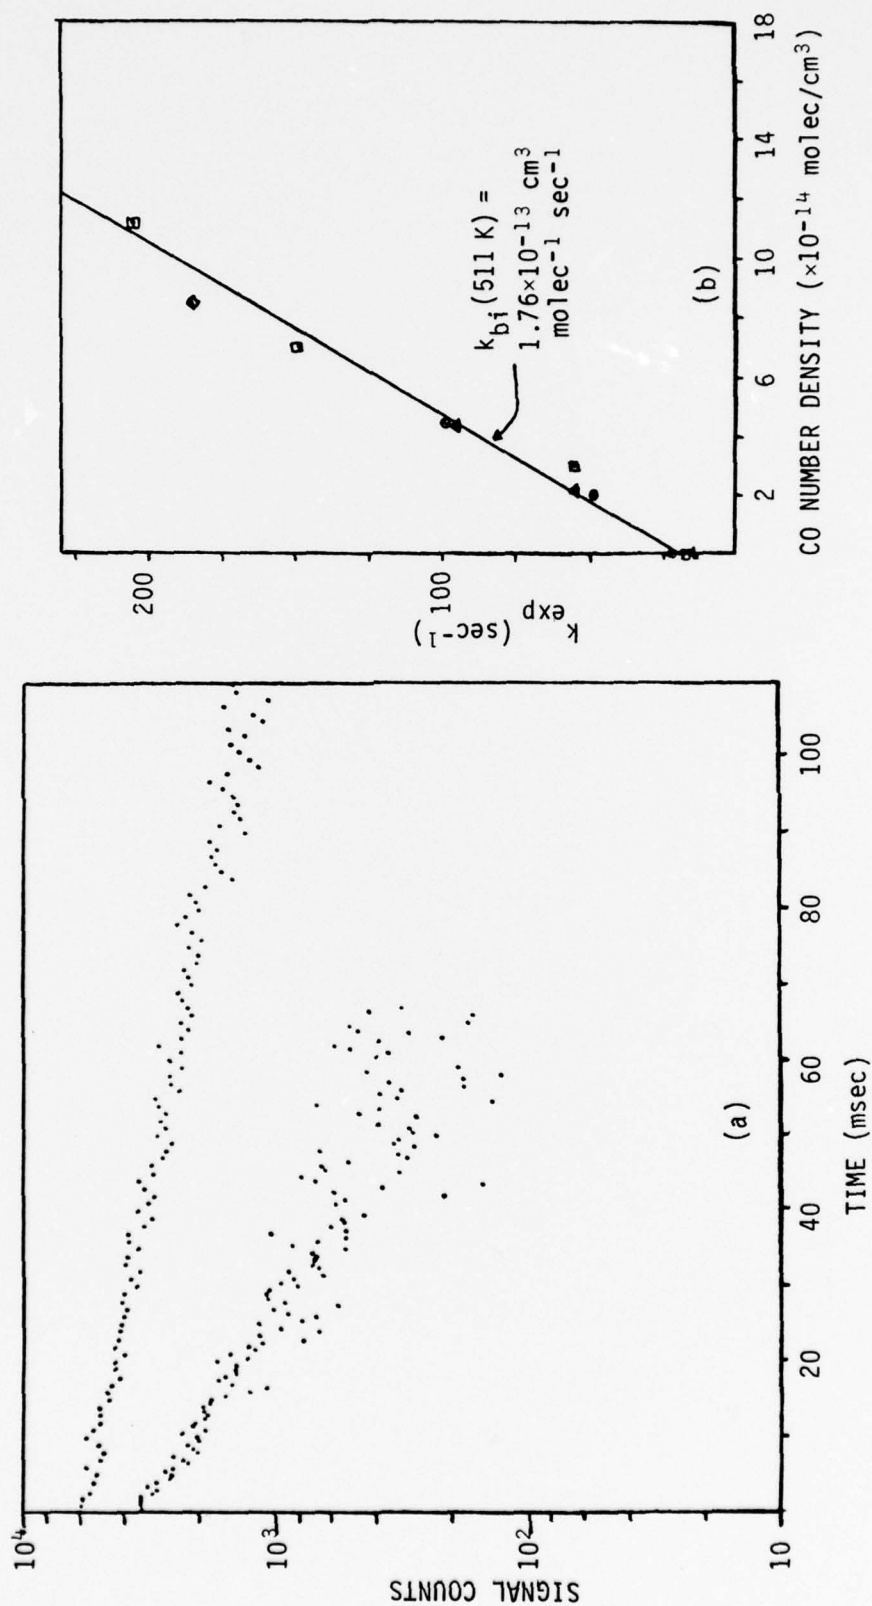 SIGNAL COUNTS
10⁴
10³
10²
10
20
40
60
80
100
TIME (msec)
(a)
k exp (sec⁻¹)
200
100
2
6
10
14
18
CO NUMBER DENSITY (×10⁻¹⁴ molec/cm³)
(b)
k bi (511 K) =
1.76×10⁻¹³ cm³
molec⁻¹ sec⁻¹